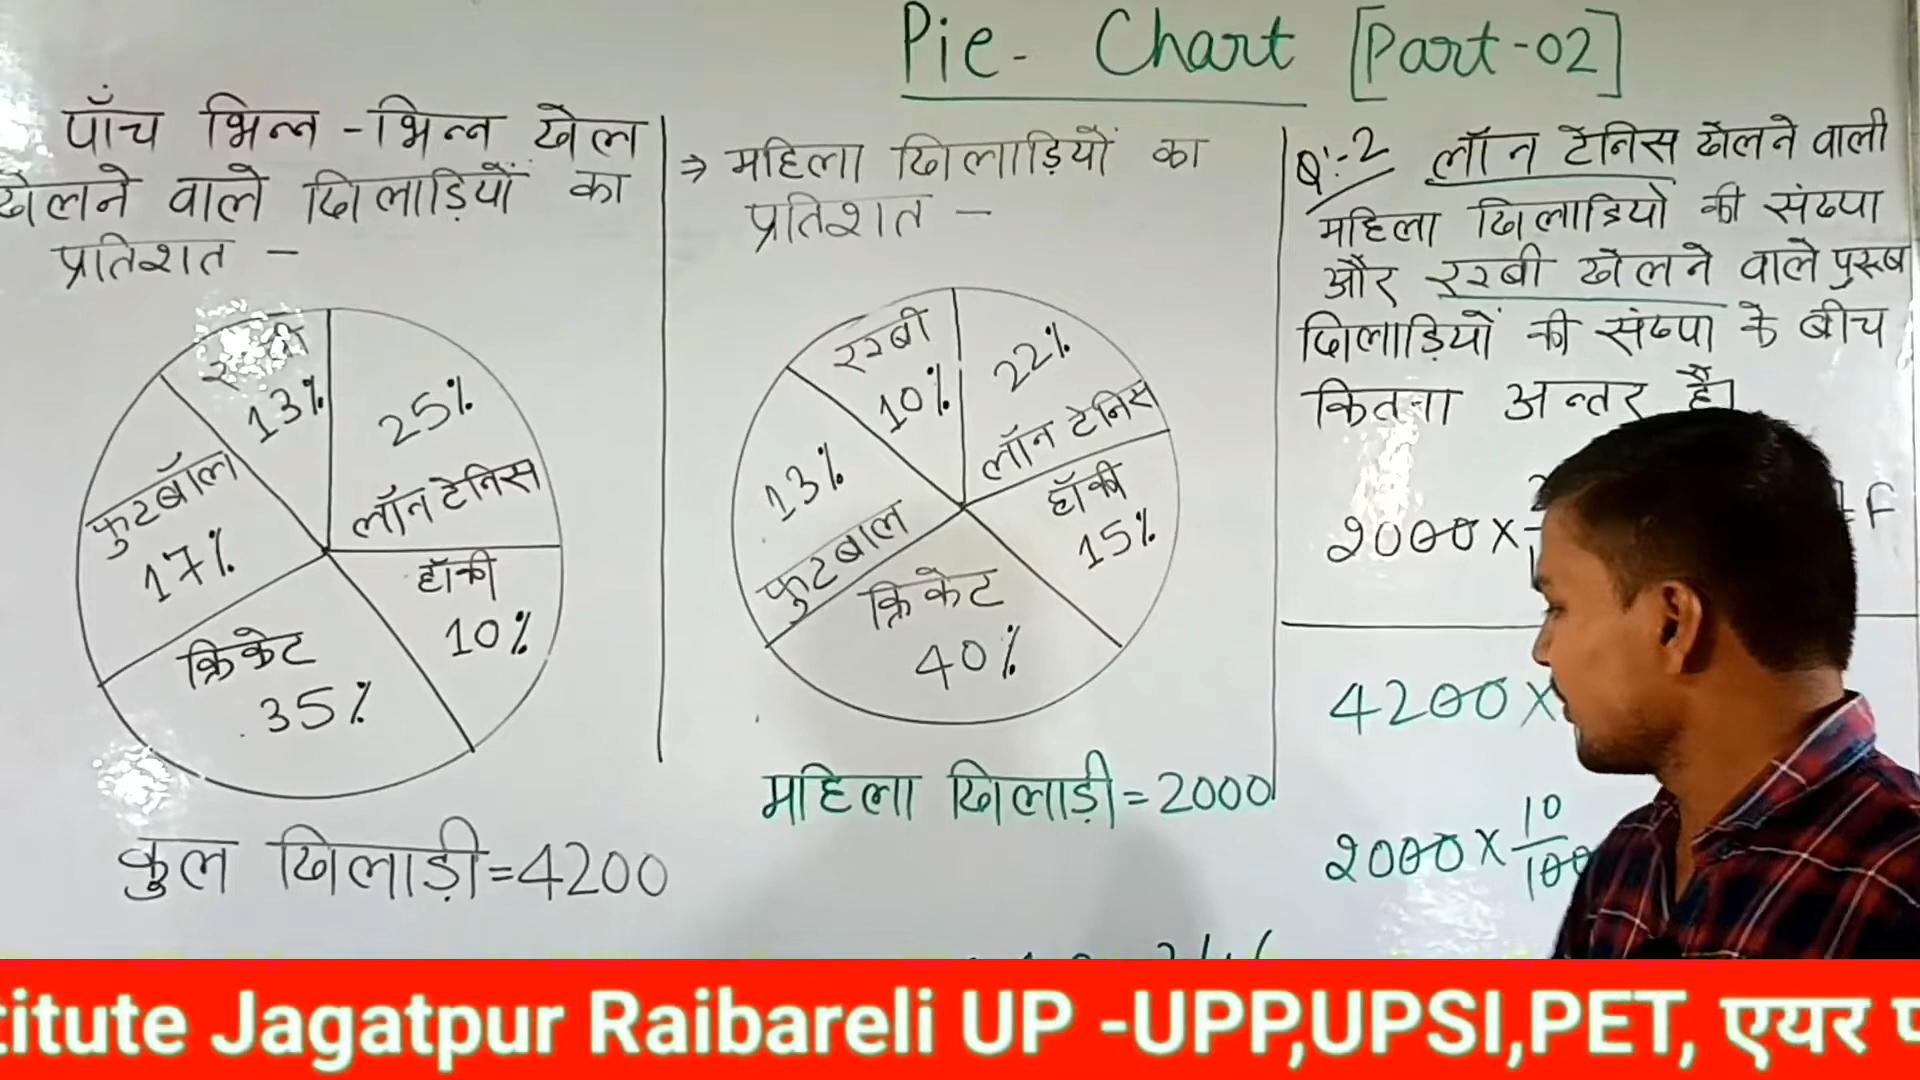 Pie- Chart [Part-02]
पाँच भिन्न-भिन्न खेल
खेलने वाले खिलाड़ियों का
प्रतिशत -
13%
25%
लॉन टेनिस
फुटबॉल
17%
हॉकी
10%
क्रिकेट
35%
कुल खिलाड़ी=4200
⇒ महिला खिलाड़ियों का
प्रतिशत -
रग्बी
10%
22%
लॉन टेनिस
13%
फुटबाल
हॉकी
15%
क्रिकेट
40%
महिला खिलाड़ी=2000
Q:-2 लॉन टेनिस खेलने वाली
महिला खिलाडियो की संख्या
और रग्बी खेलने वाले पुरूष
खिलाड़ियों की संख्या के बीच
कितना अन्तर है।
2000×
F
4200×
2000×10/100
titute Jagatpur Raibareli UP -UPP,UPSI,PET, एयर